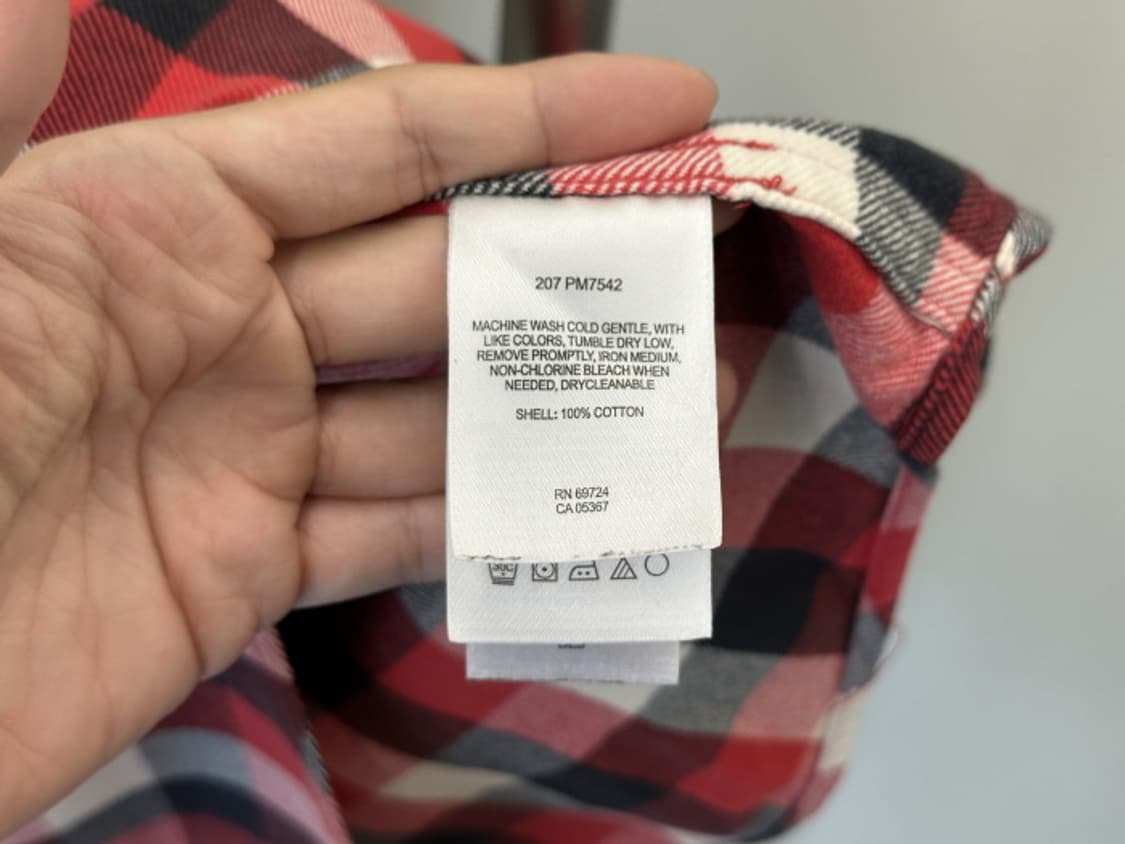 207 PM7542
MACHINE WASH COLD GENTLE, WITH
LIKE COLORS, TUMBLE DRY LOW,
REMOVE PROMPTLY, IRON MEDIUM,
NON-CHLORINE BLEACH WHEN
NEEDED, DRYCLEANABLE
SHELL: 100% COTTON
RN 69724
CA 05367
30C